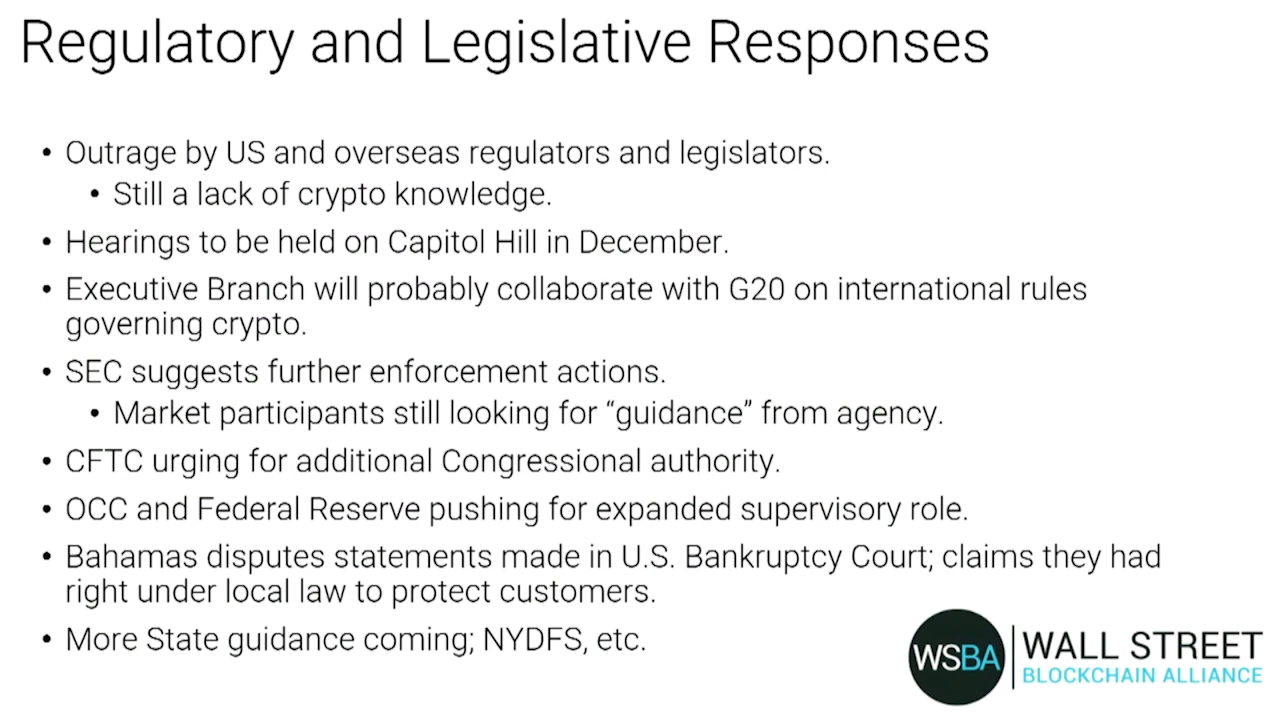 Regulatory and Legislative Responses
• Outrage by US and overseas regulators and legislators.
• Still a lack of crypto knowledge.
• Hearings to be held on Capitol Hill in December.
• Executive Branch will probably collaborate with G20 on international rules
governing crypto.
• SEC suggests further enforcement actions.
• Market participants still looking for “guidance” from agency.
• CFTC urging for additional Congressional authority.
• OCC and Federal Reserve pushing for expanded supervisory role.
• Bahamas disputes statements made in U.S. Bankruptcy Court; claims they had
right under local law to protect customers.
• More State guidance coming; NYDFS, etc.
WSBA
WALL STREET
BLOCKCHAIN ALLIANCE